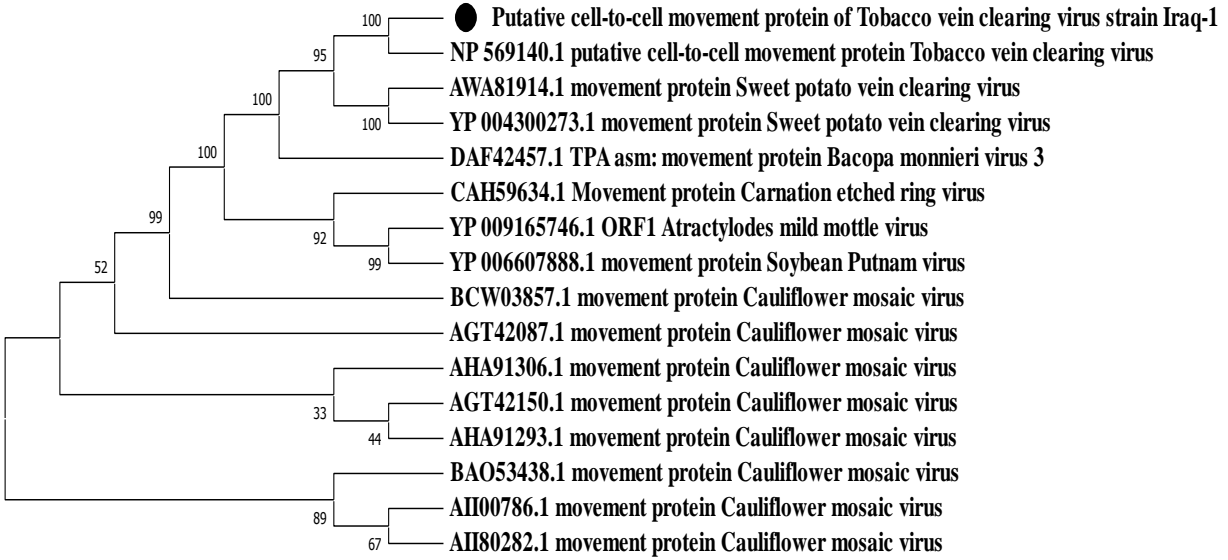 100
Putative cell-to-cell movement protein of Tobacco vein clearing virus strain Iraq-1
95
NP 569140.1 putative cell-to-cell movement protein Tobacco vein clearing virus
AWA81914.1 movement protein Sweet potato vein clearing virus
100
100
YP 004300273.1 movement protein Sweet potato vein clearing virus
100
DAF42457.1 TPA asm: movement protein Bacopa monnieri virus 3
CAH59634.1 Movement protein Carnation etched ring virus
99
YP 009165746.1 ORF1 Atractylodes mild mottle virus
92
99
YP 006607888.1 movement protein Soybean Putnam virus
52
BCW03857.1 movement protein Cauliflower mosaic virus
AGT42087.1 movement protein Cauliflower mosaic virus
AHA91306.1 movement protein Cauliflower mosaic virus
33
AGT42150.1 movement protein Cauliflower mosaic virus
44
AHA91293.1 movement protein Cauliflower mosaic virus
BAO53438.1 movement protein Cauliflower mosaic virus
89
AII00786.1 movement protein Cauliflower mosaic virus
67
AII80282.1 movement protein Cauliflower mosaic virus